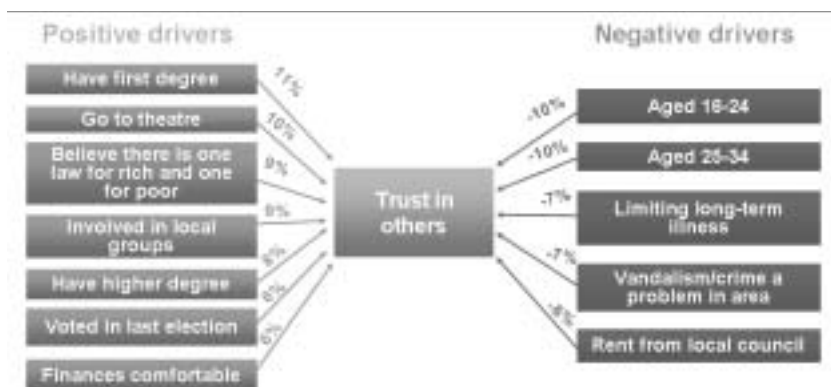 Positive drivers
Negative drivers
Have first degree
11%
Go to theatre
10%
Believe there is one
law for rich and one
for poor
9%
Involved in local
groups
9%
Have higher degree
Voted in last election
6%
Finances comfortable
6%
Trust in
others
-10%
Aged 16-24
-10%
Aged 25-34
-7%
Limiting long-term
illness
-7%
Vandalism/crime a
problem in area
Rent from local council